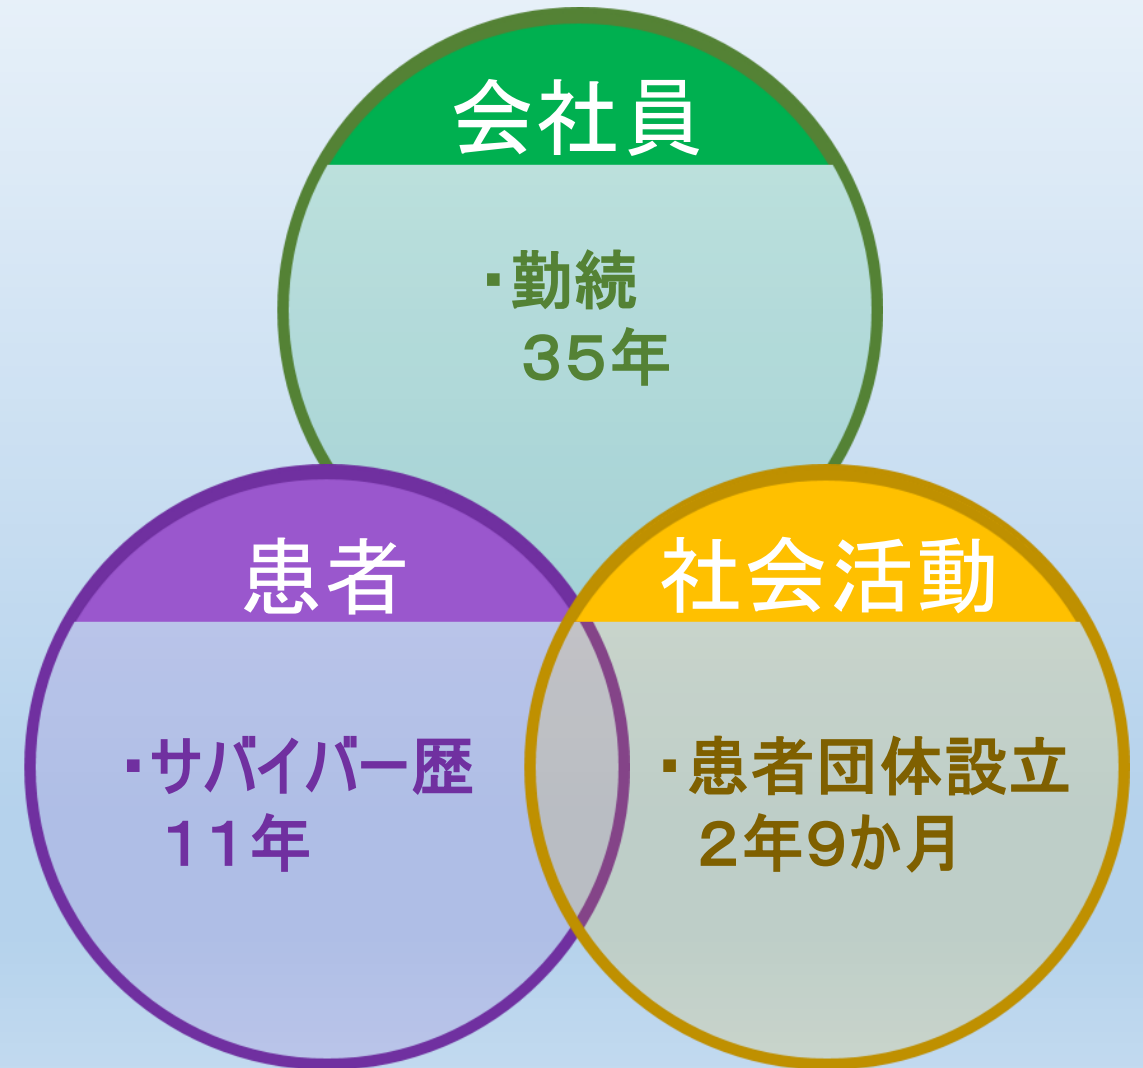 会社員
・勤続
35年
患者
・サバイバー歴
11年
社会活動
・患者団体設立
2年9か月